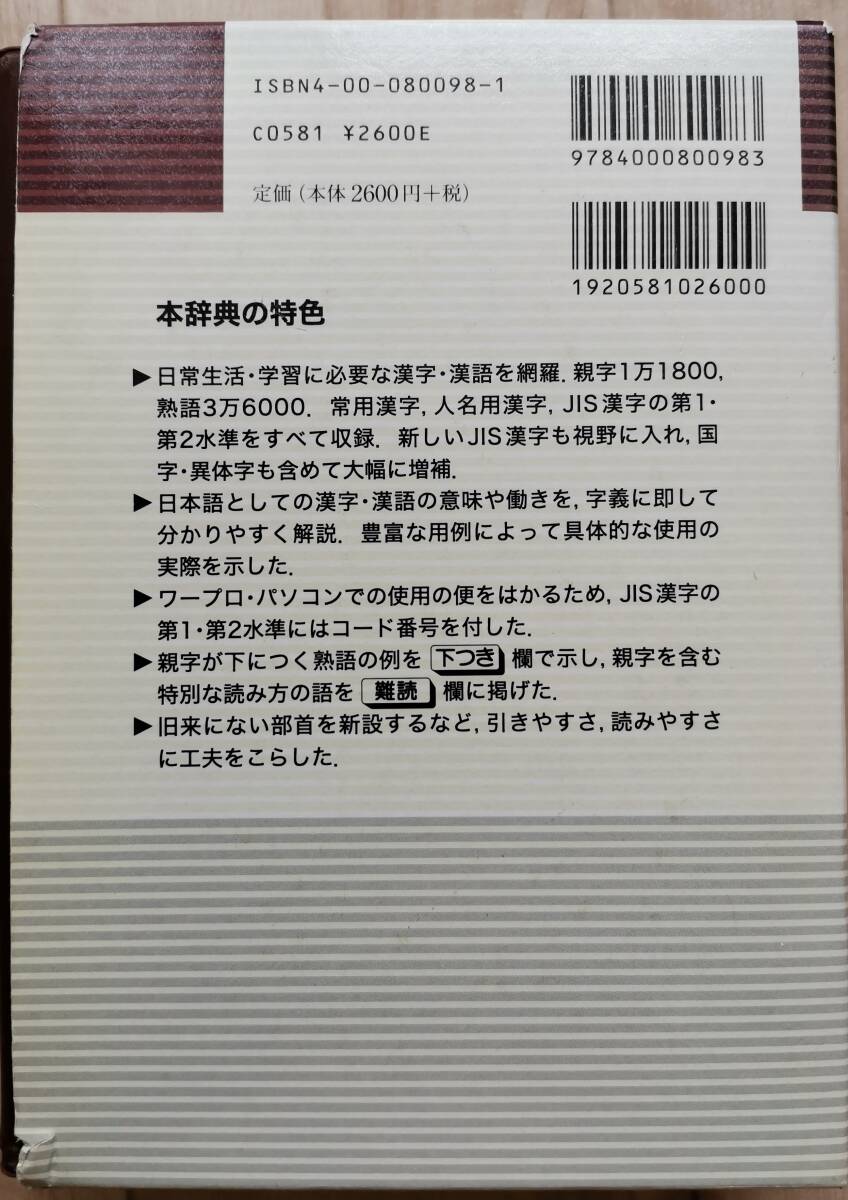 ISBN4-00-080098-1
C0581 ¥2600E
定価(本体2600円+税)
9784000800983
1920581026000
本辞典の特色
▶日常生活・学習に必要な漢字・漢語を網羅.親字1万1800,
熟語3万6000.常用漢字,人名用漢字,JIS漢字の第1・
第2水準をすべて収録.新しいJIS漢字も視野に入れ,国
字・異体字も含めて大幅に増補.
▶日本語としての漢字・漢語の意味や働きを,字義に即して
分かりやすく解説.豊富な用例によって具体的な使用の
実際を示した.
▶ワープロ・パソコンでの使用の便をはかるため,JIS漢字の
第1・第2水準にはコード番号を付した.
▶親字が下につく熟語の例を 下つき 欄で示し,親字を含む
特別な読み方の語を 難読 欄に掲げた.
▶旧来にない部首を新設するなど,引きやすさ,読みやすさ
に工夫をこらした.